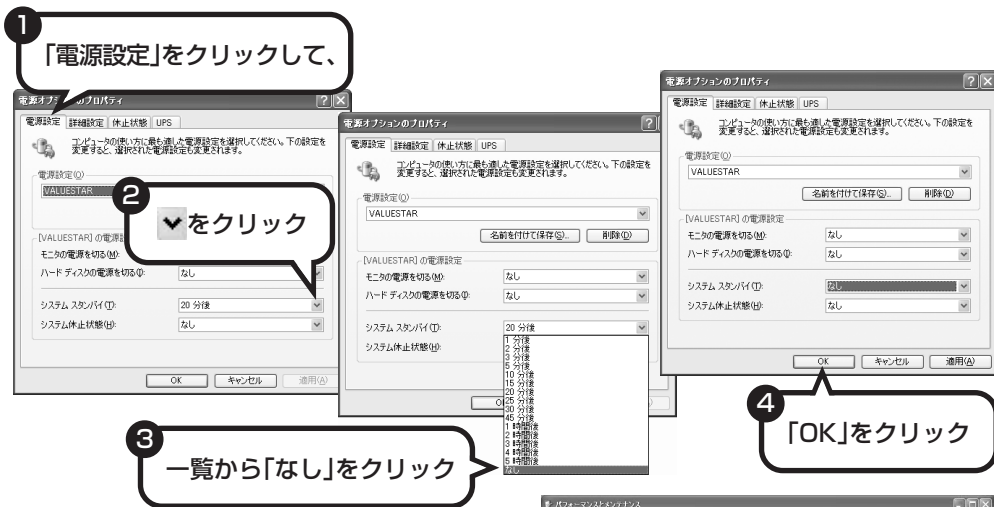 1
「電源設定」をクリックして、
電源オプションのプロパティ
電源設定 詳細設定 休止状態 UPS
コンピュータの使い方に最も適した電源設定を選択してください。下の設定を
変更すると、選択された電源設定も変更されます。
電源設定(O)
VALUESTAR
2
をクリック
[VALUESTAR] の電源設
モニタの電源を切る(M):
ハード ディスクの電源を切る(I): なし
システム スタンバイ(T): 20 分後
システム休止状態(H): なし
OK キャンセル 適用(A)
電源オプションのプロパティ
電源設定 詳細設定 休止状態 UPS
コンピュータの使い方に最も適した電源設定を選択してください。下の設定を
変更すると、選択された電源設定も変更されます。
電源設定(O)
VALUESTAR
名前を付けて保存(S)... 削除(D)
[VALUESTAR] の電源設定
モニタの電源を切る(M): なし
ハード ディスクの電源を切る(I): なし
システム スタンバイ(T): 20 分後
システム休止状態(H):
1 分後
2 分後
3 分後
5 分後
10 分後
15 分後
20 分後
25 分後
30 分後
45 分後
1 時間後
2 時間後
3 時間後
4 時間後
5 時間後
なし
3
一覧から「なし」をクリック
電源オプションのプロパティ
電源設定 詳細設定 休止状態 UPS
コンピュータの使い方に最も適した電源設定を選択してください。下の設定を
変更すると、選択された電源設定も変更されます。
電源設定(O)
VALUESTAR
名前を付けて保存(S)... 削除(D)
[VALUESTAR] の電源設定
モニタの電源を切る(M): なし
ハード ディスクの電源を切る(I): なし
システム スタンバイ(T): なし
システム休止状態(H): なし
OK キャンセル 適用(A)
4
「OK」をクリック
パフォーマンスとメンテナンス